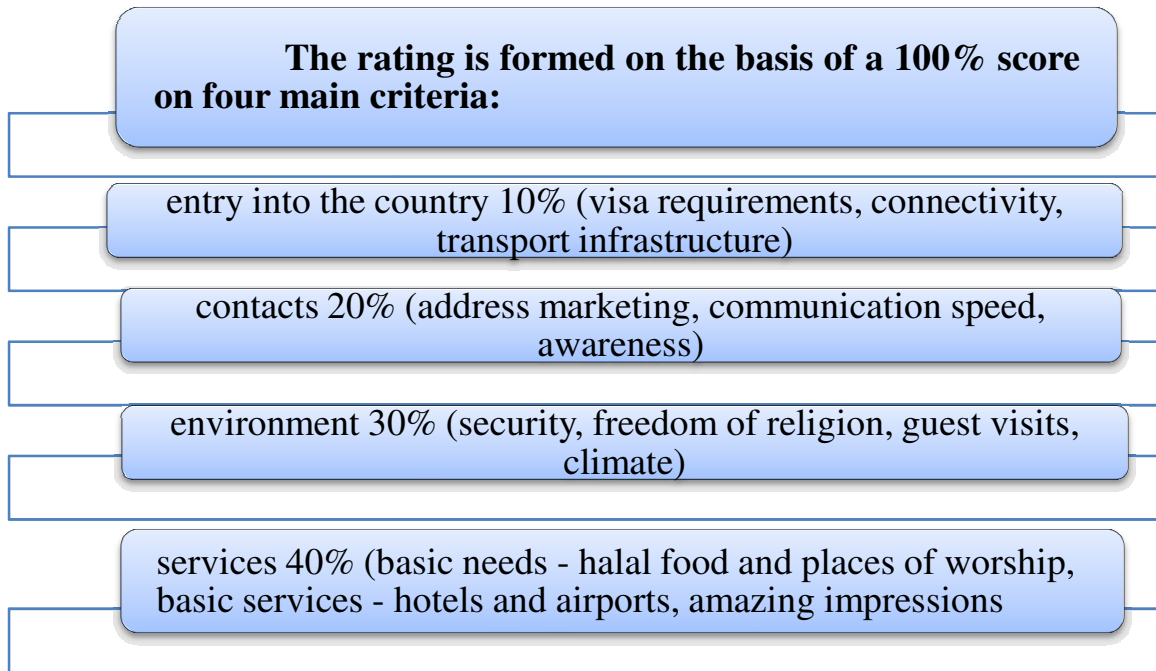 The rating is formed on the basis of a 100% score
on four main criteria:
entry into the country 10% (visa requirements, connectivity,
transport infrastructure)
contacts 20% (address marketing, communication speed,
awareness)
environment 30% (security, freedom of religion, guest visits,
climate)
services 40% (basic needs - halal food and places of worship,
basic services - hotels and airports, amazing impressions